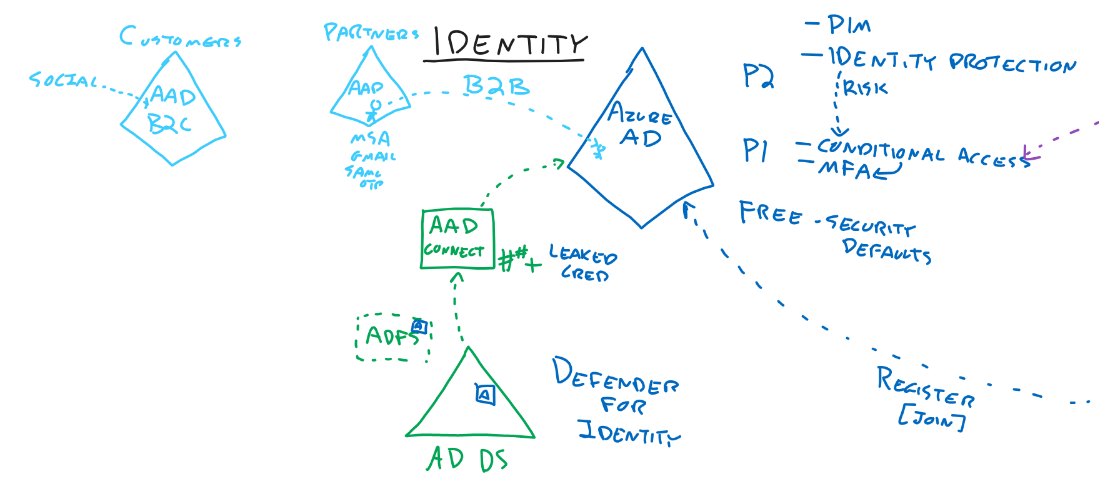 IDENTITY
CUSTOMERS
SOCIAL
AAD
B2C
PARTNERS
AAD
MSA
GMAIL
SAML
OTP
B2B
AZURE
AD
P2
- PIM
- IDENTITY PROTECTION
RISK
P1
- CONDITIONAL ACCESS
- MFA
FREE - SECURITY
DEFAULTS
AAD
CONNECT
##+
LEAKED
CRED
ADFS
A
A
AD DS
DEFENDER
FOR
IDENTITY
REGISTER
[JOIN]